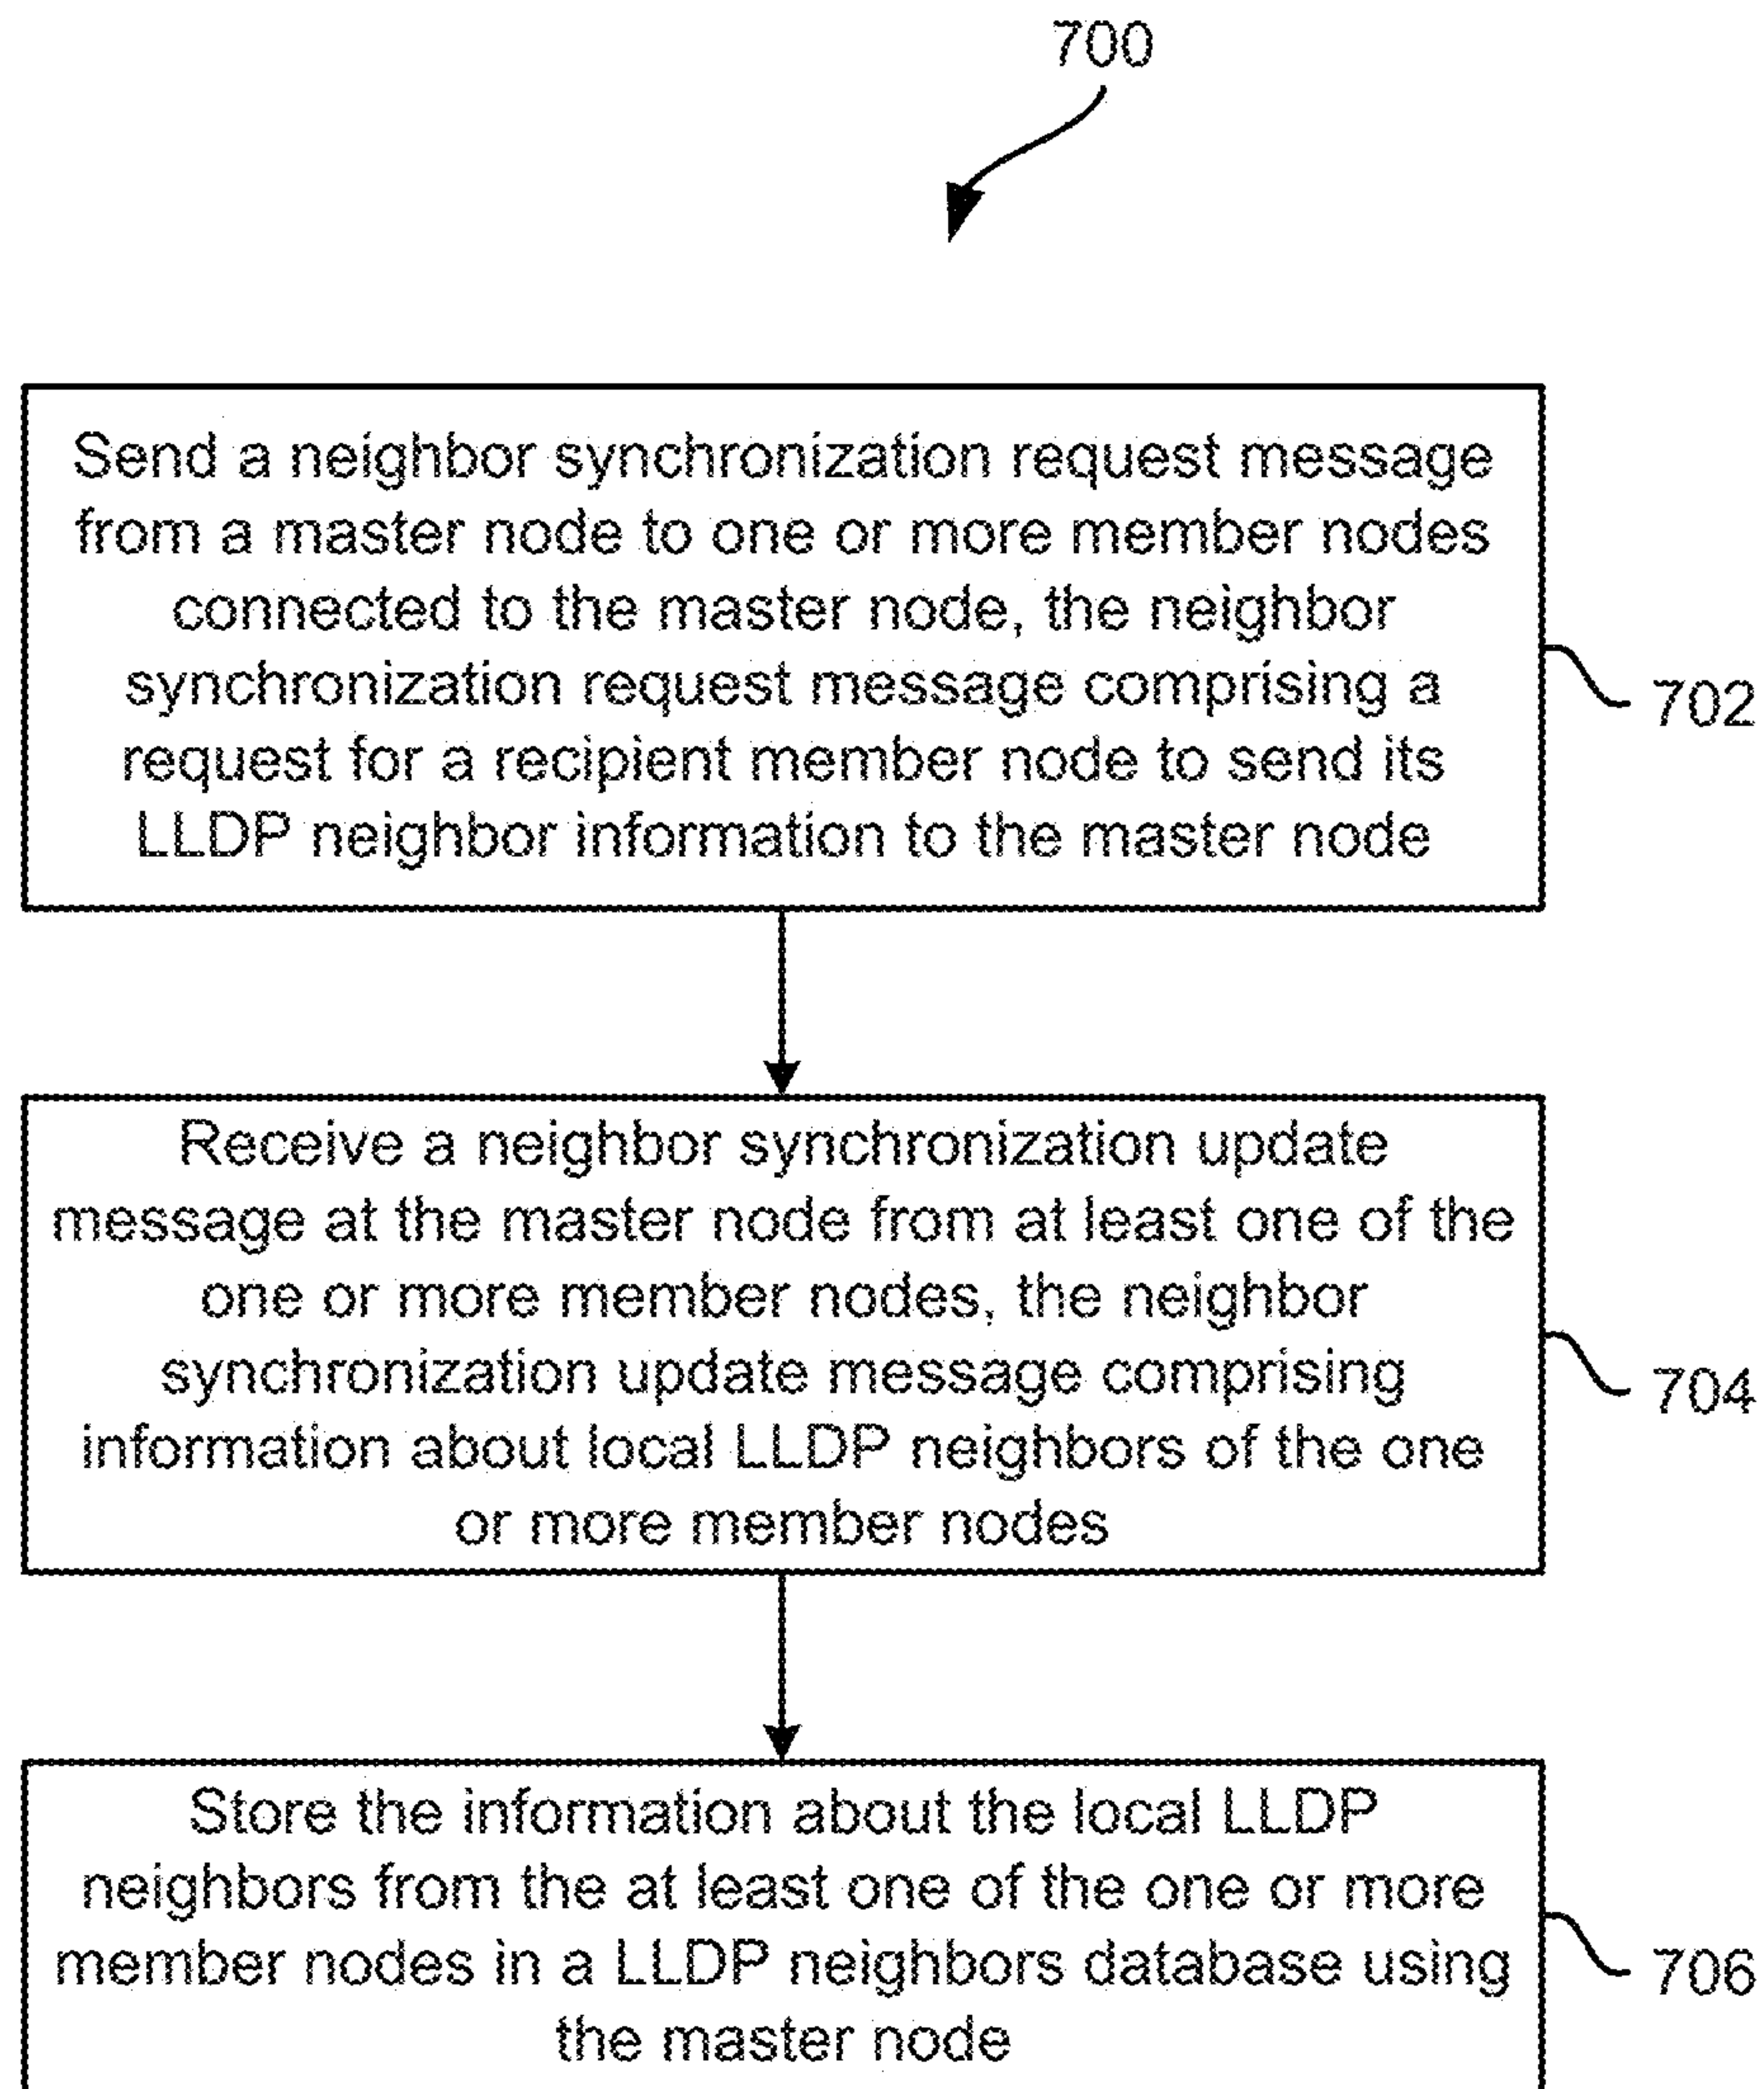 700
Send a neighbor synchronization request message
from a master node to one or more member nodes
connected to the master node, the neighbor
synchronization request message comprising a
request for a recipient member node to send its
LLDP neighbor information to the master node
702
Receive a neighbor synchronization update
message at the master node from at least one of the
one or more member nodes, the neighbor
synchronization update message comprising
information about local LLDP neighbors of the one
or more member nodes
704
Store the information about the local LLDP
neighbors from the at least one of the one or more
member nodes in a LLDP neighbors database using
the master node
706